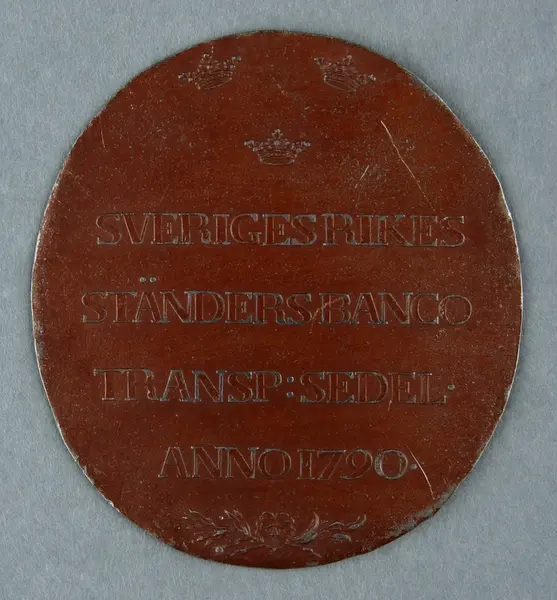 SVERIGES RIKES
STÄNDERS BANCO
TRANSP: SEDEL.
ANNO 1790.